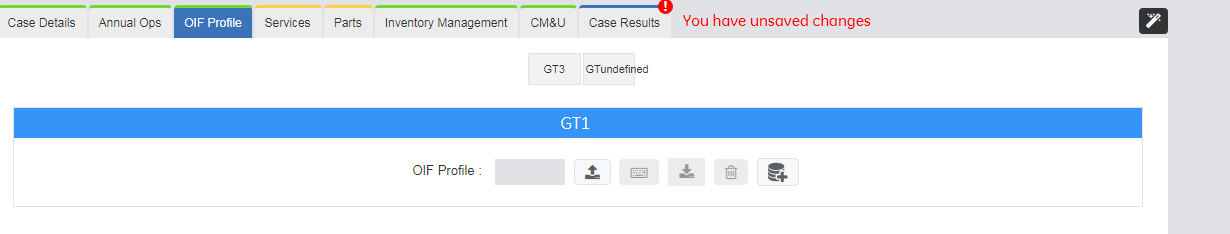 Case Details Annual Ops OIF Profile Services Parts Inventory Management CM&U Case Results ! You have unsaved changes
GT3 GTundefined
GT1
OIF Profile :